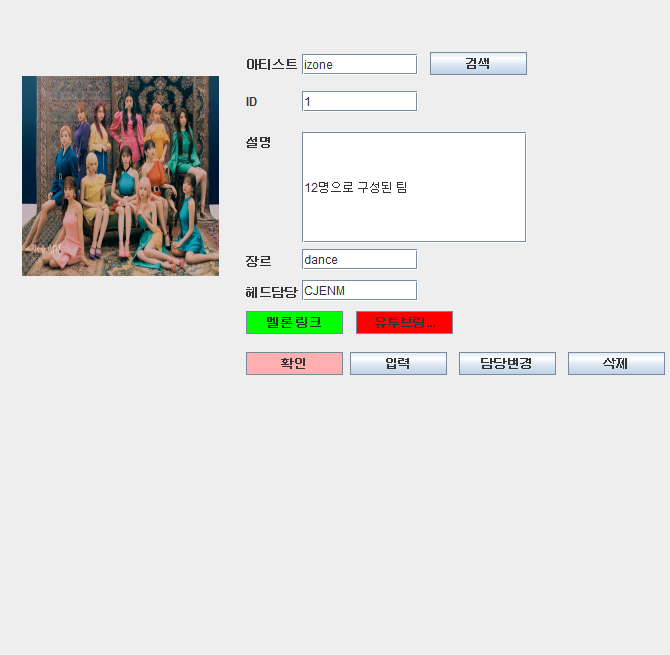 아티스트 izone 검색
ID 1
설명 12명으로 구성된 팀
장르 dance
헤드담당 CJENM
멜론 링크 유투브링...
확인 입력 담당변경 삭제